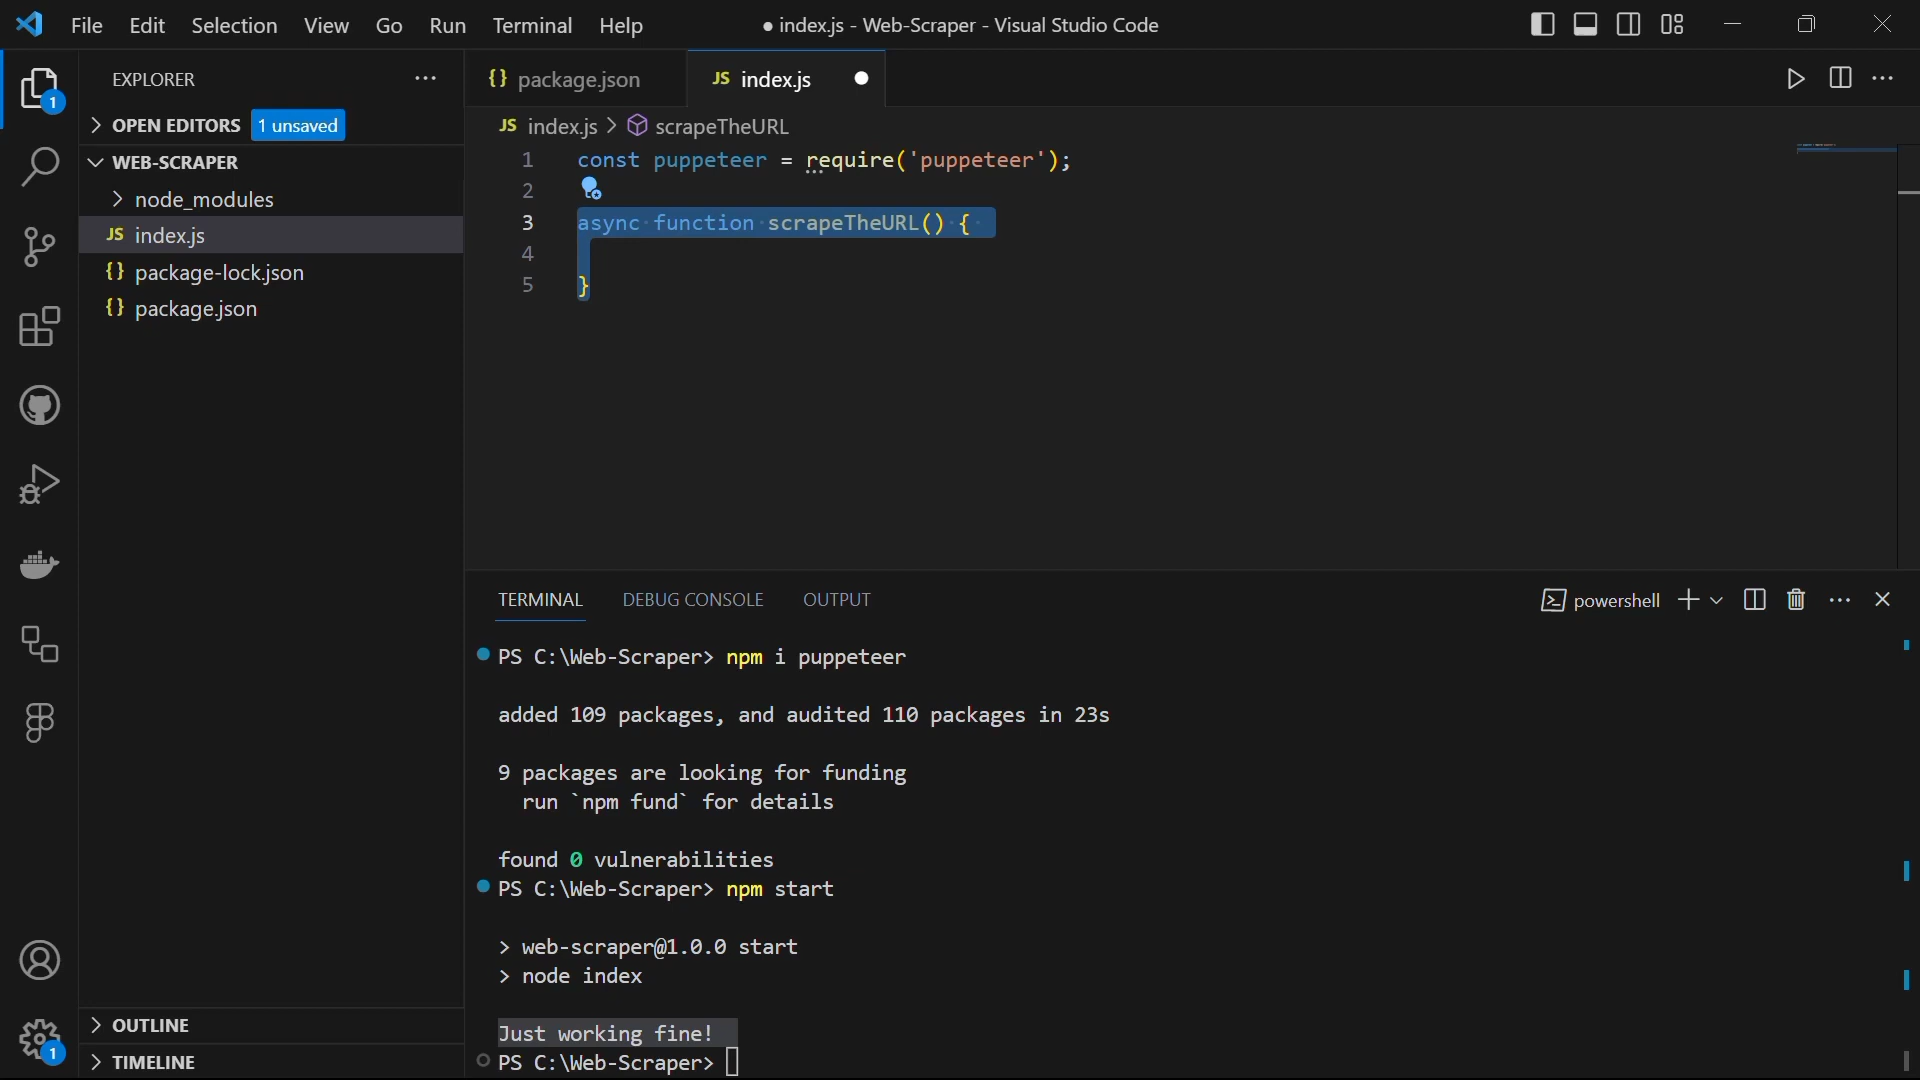 File Edit Selection View Go Run Terminal Help
● index.js - Web-Scraper - Visual Studio Code
EXPLORER
OPEN EDITORS 1 unsaved
WEB-SCRAPER
node_modules
JS index.js
{} package-lock.json
{} package.json
OUTLINE
TIMELINE
1
1
{} package.json
JS index.js
JS index.js > scrapeTheURL
1 const puppeteer = require('puppeteer');
2
3 async function scrapeTheURL() {
4
5 }
TERMINAL DEBUG CONSOLE OUTPUT
powershell
PS C:\Web-Scraper> npm i puppeteer
added 109 packages, and audited 110 packages in 23s
9 packages are looking for funding
run `npm fund` for details
found 0 vulnerabilities
PS C:\Web-Scraper> npm start
> web-scraper@1.0.0 start
> node index
Just working fine!
PS C:\Web-Scraper>